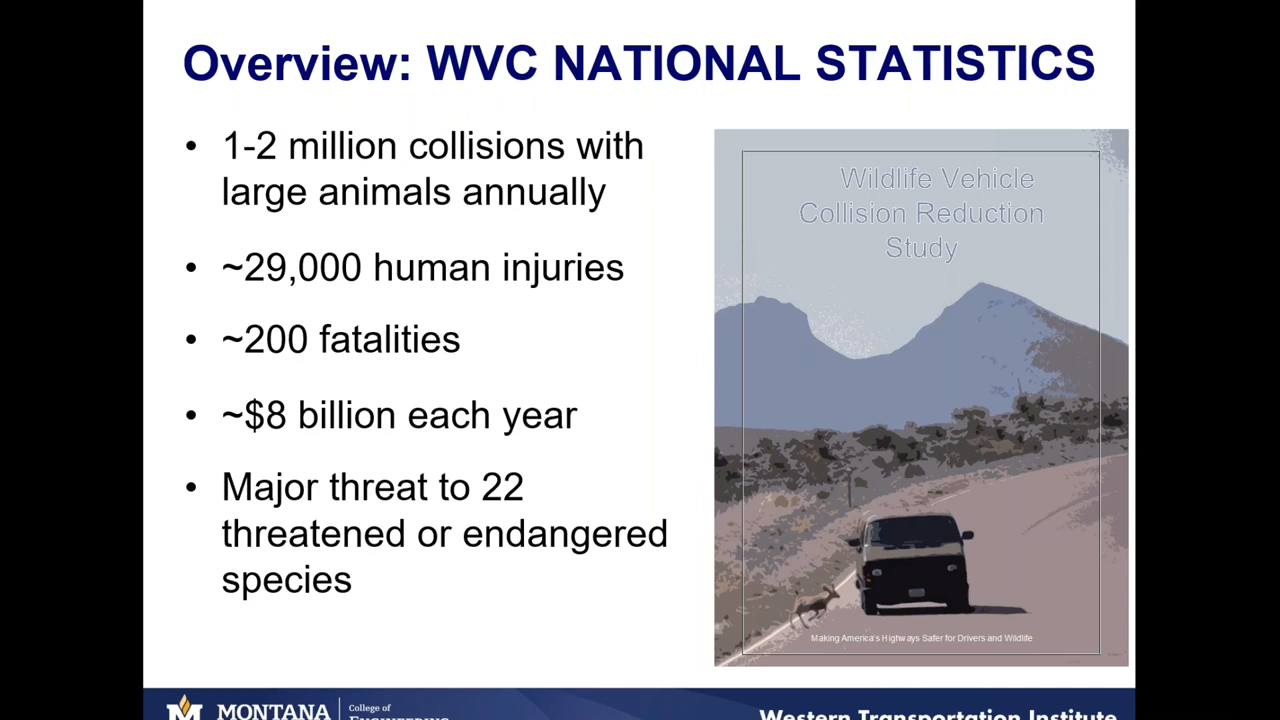 Overview: WVC NATIONAL STATISTICS
• 1-2 million collisions with
large animals annually
• ~29,000 human injuries
• ~200 fatalities
• ~$8 billion each year
• Major threat to 22
threatened or endangered
species
Wildlife Vehicle
Collision Reduction
Study
Making America's Highways Safer for Drivers and Wildlife
M MONTANA
College of
ENGINEERING
Western Transportation Institute